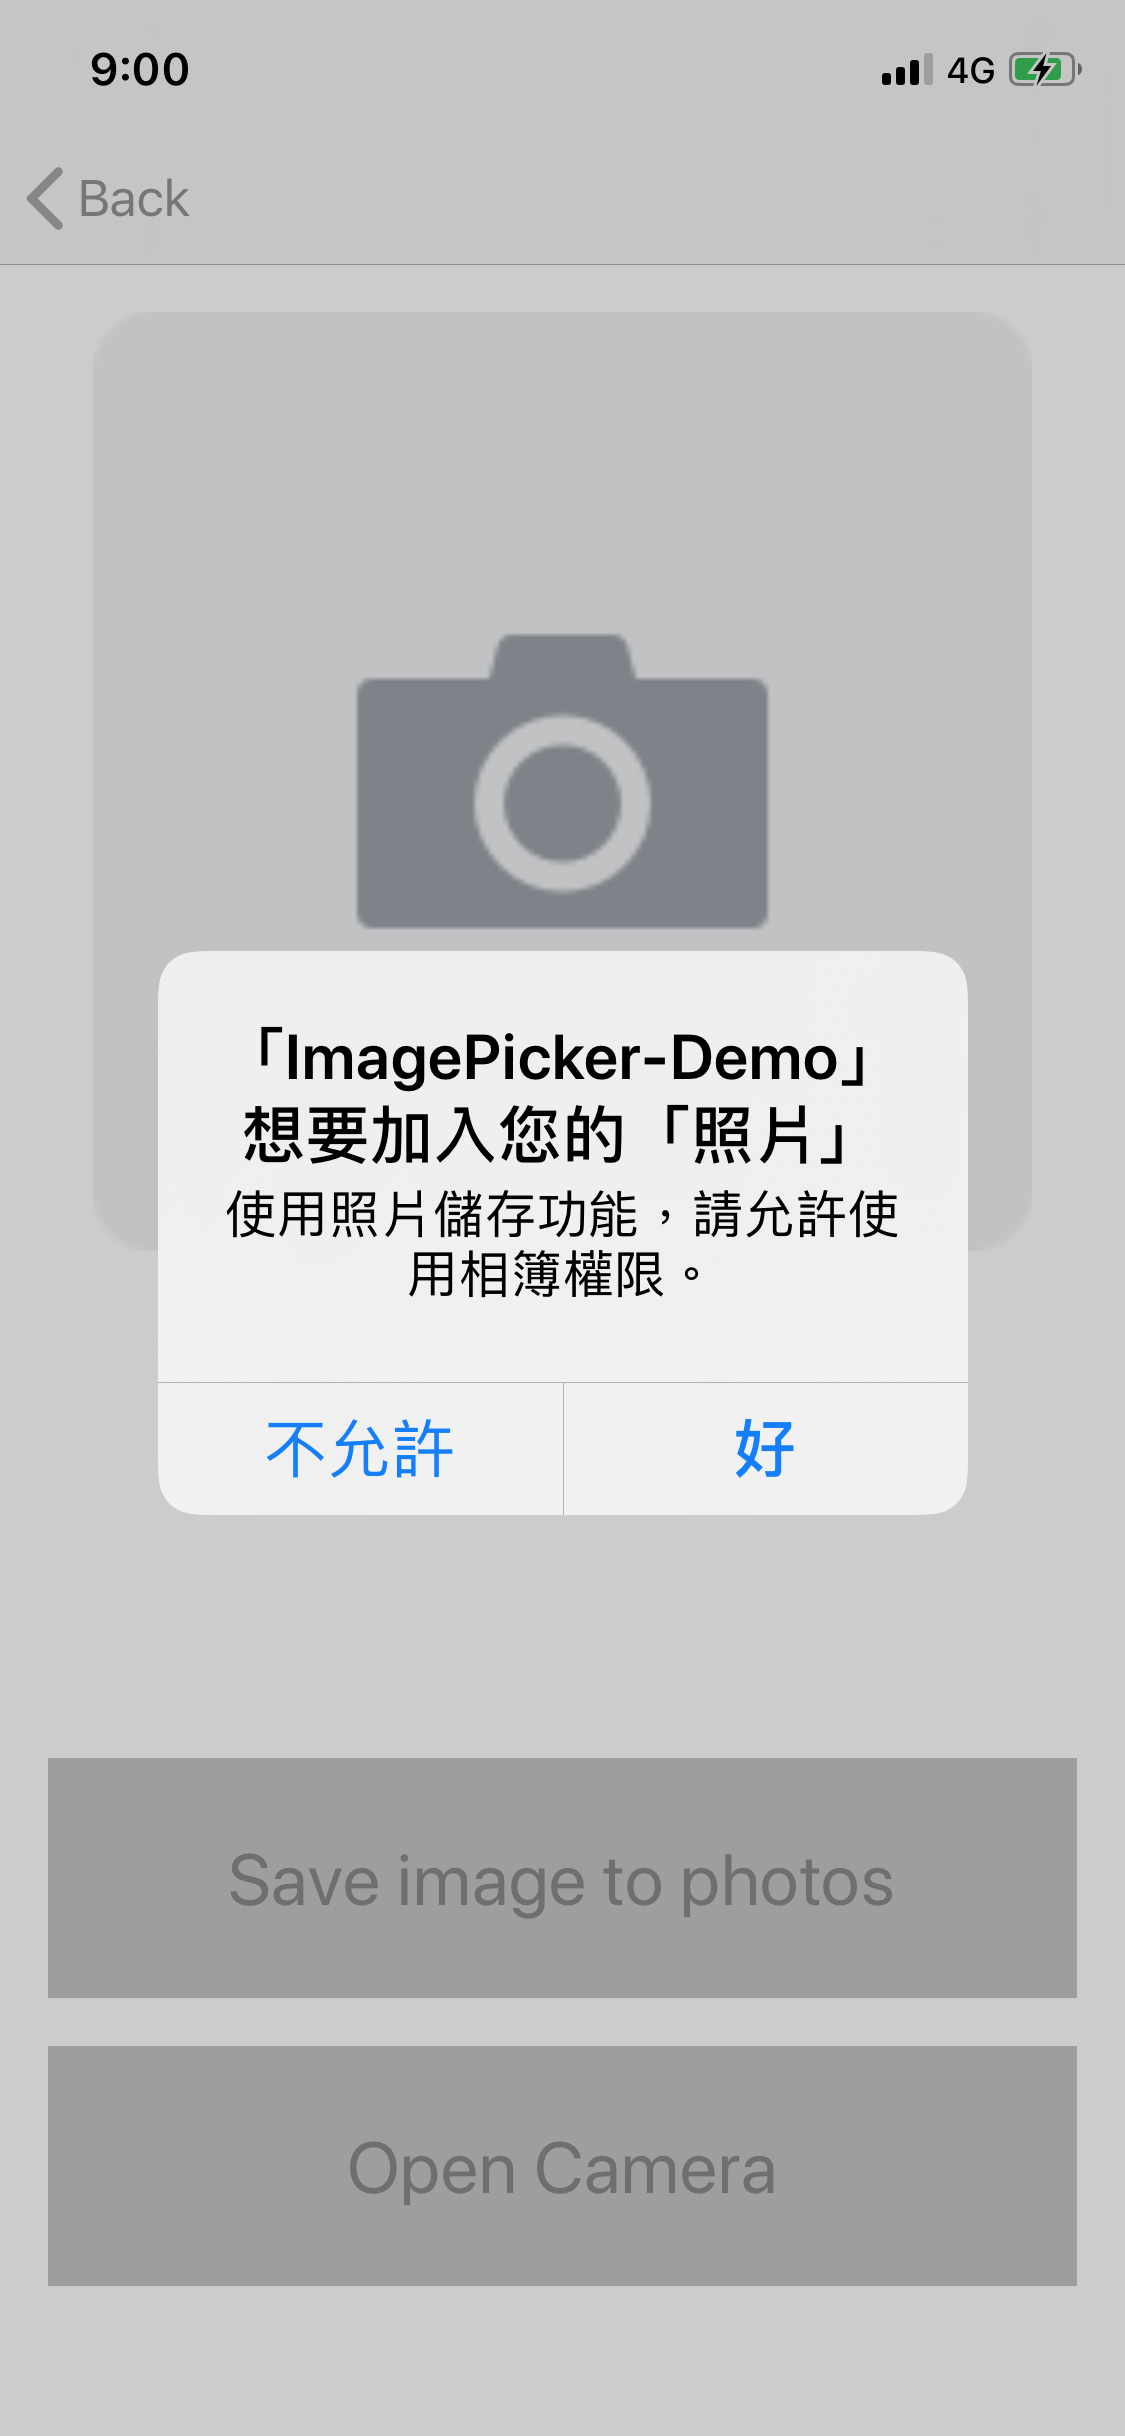 9:00
4G
Back
「ImagePicker-Demo」
想要加入您的「照片」
使用照片儲存功能，請允許使
用相簿權限。
不允許
好
Save image to photos
Open Camera